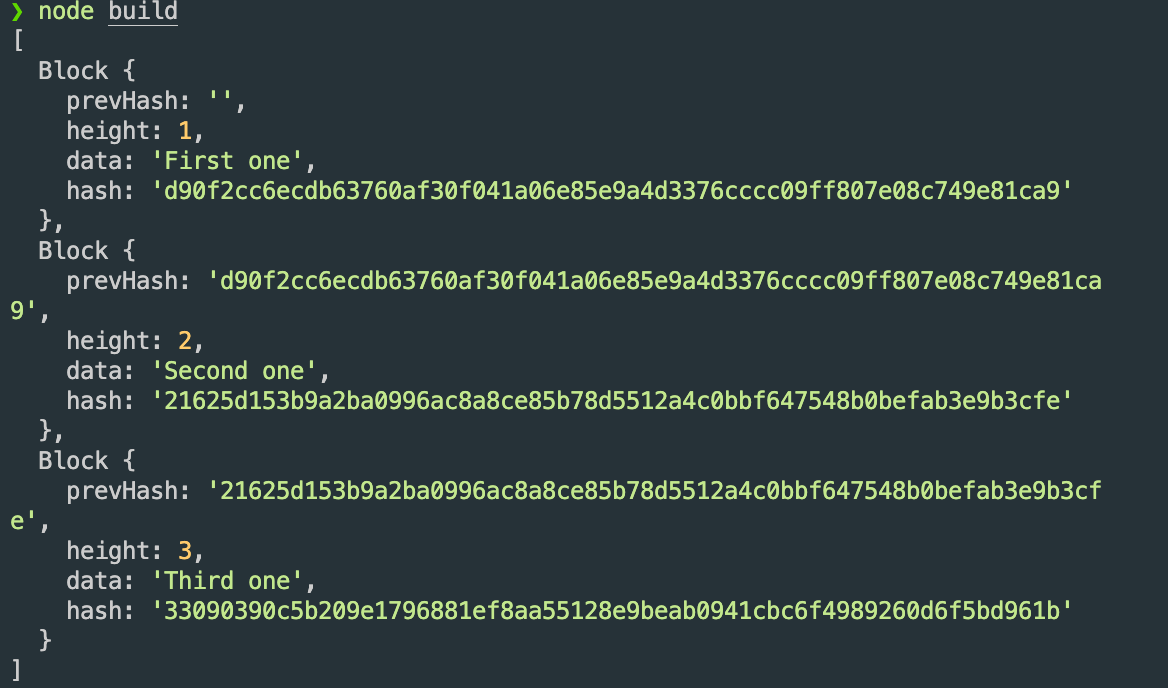 ❯ node build
[
  Block {
    prevHash: '',
    height: 1,
    data: 'First one',
    hash: 'd90f2cc6ecdb63760af30f041a06e85e9a4d3376cccc09ff807e08c749e81ca9'
  },
  Block {
    prevHash: 'd90f2cc6ecdb63760af30f041a06e85e9a4d3376cccc09ff807e08c749e81ca
9',
    height: 2,
    data: 'Second one',
    hash: '21625d153b9a2ba0996ac8a8ce85b78d5512a4c0bbf647548b0befab3e9b3cfe'
  },
  Block {
    prevHash: '21625d153b9a2ba0996ac8a8ce85b78d5512a4c0bbf647548b0befab3e9b3cf
e',
    height: 3,
    data: 'Third one',
    hash: '33090390c5b209e1796881ef8aa55128e9beab0941cbc6f4989260d6f5bd961b'
  }
]